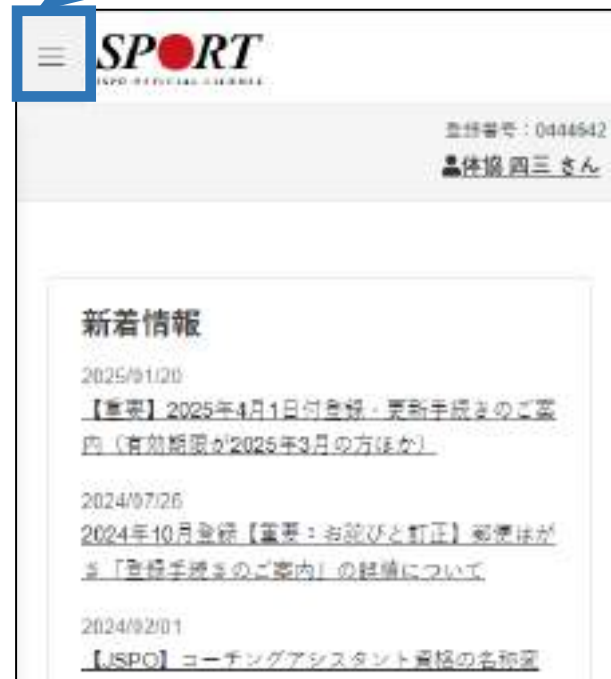 SPORT
JSPO OFFICIAL LICENSE
登録番号：0444642
体協 四三 さん
新着情報
2025/01/20
【重要】2025年4月1日付登録・更新手続きのご案
内（有効期限が2025年3月の方ほか）
2024/07/26
2024年10月登録【重要：お詫びと訂正】郵便はが
き「登録手続きのご案内」の誤植について
2024/02/01
【JSPO】コーチングアシスタント資格の名称変